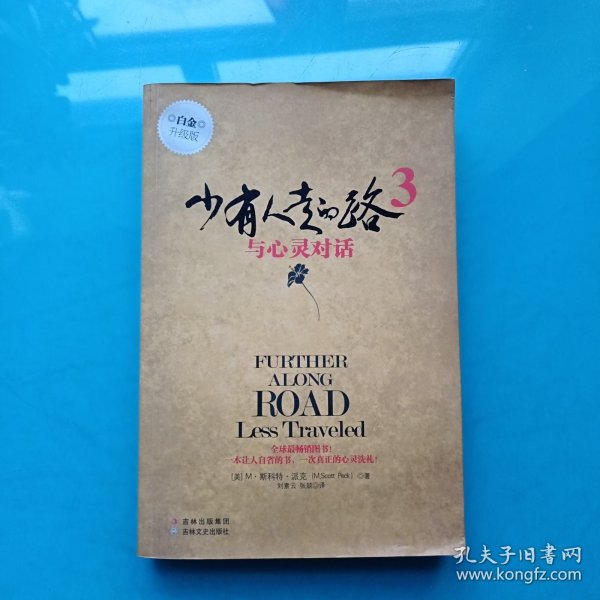 白金
升级版
少有人走的路3
与心灵对话
FURTHER
ALONG
ROAD
Less Traveled
全球最畅销图书！
一本让人自省的书，一次真正的心灵洗礼！
[美] M·斯科特·派克 (M.Scott Peck) ◎著
刘素云 张兢◎译
吉林出版集团
吉林文史出版社
孔夫子旧书网
www.kongfz.com